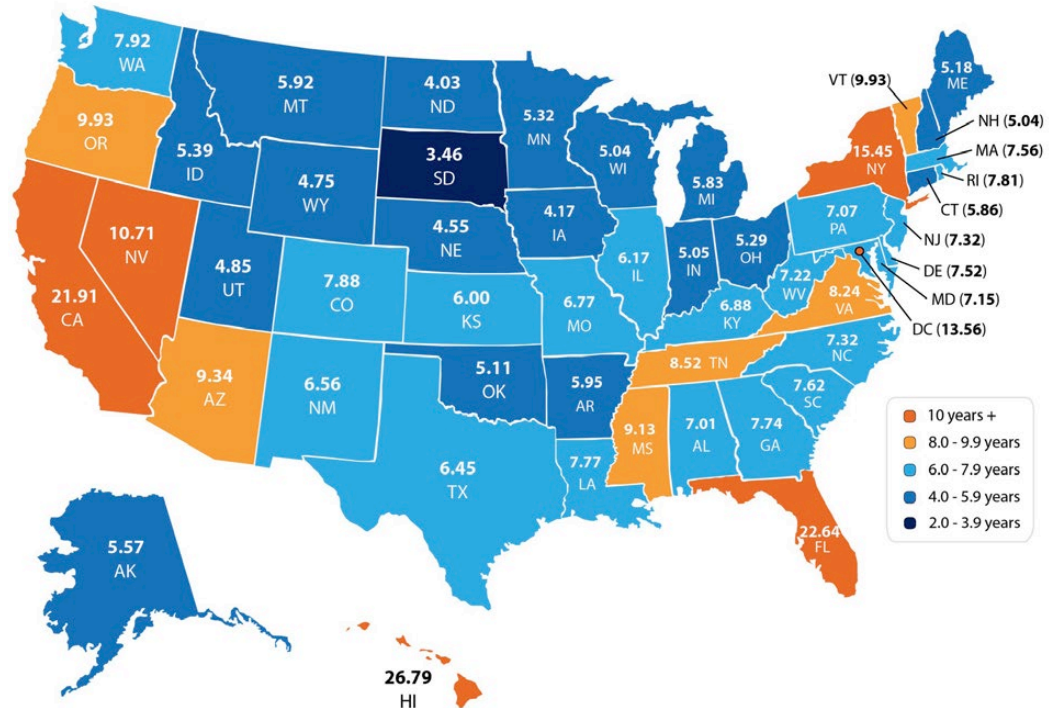 7.92
WA
9.93
OR
21.91
CA
10.71
NV
5.39
ID
5.92
MT
4.75
WY
4.85
UT
9.34
AZ
7.88
CO
6.56
NM
4.03
ND
3.46
SD
4.55
NE
6.00
KS
5.11
OK
6.45
TX
5.32
MN
4.17
IA
6.77
MO
5.95
AR
7.77
LA
5.04
WI
6.17
IL
5.83
MI
5.05
IN
5.29
OH
6.88
KY
8.52 TN
9.13
MS
7.01
AL
7.74
GA
22.64
FL
7.62
SC
7.32
NC
8.24
VA
7.22
WV
7.07
PA
15.45
NY
5.18
ME
VT (9.93)
NH (5.04)
MA (7.56)
RI (7.81)
CT (5.86)
NJ (7.32)
DE (7.52)
MD (7.15)
DC (13.56)
10 years +
8.0 - 9.9 years
6.0 - 7.9 years
4.0 - 5.9 years
2.0 - 3.9 years
5.57
AK
26.79
HI